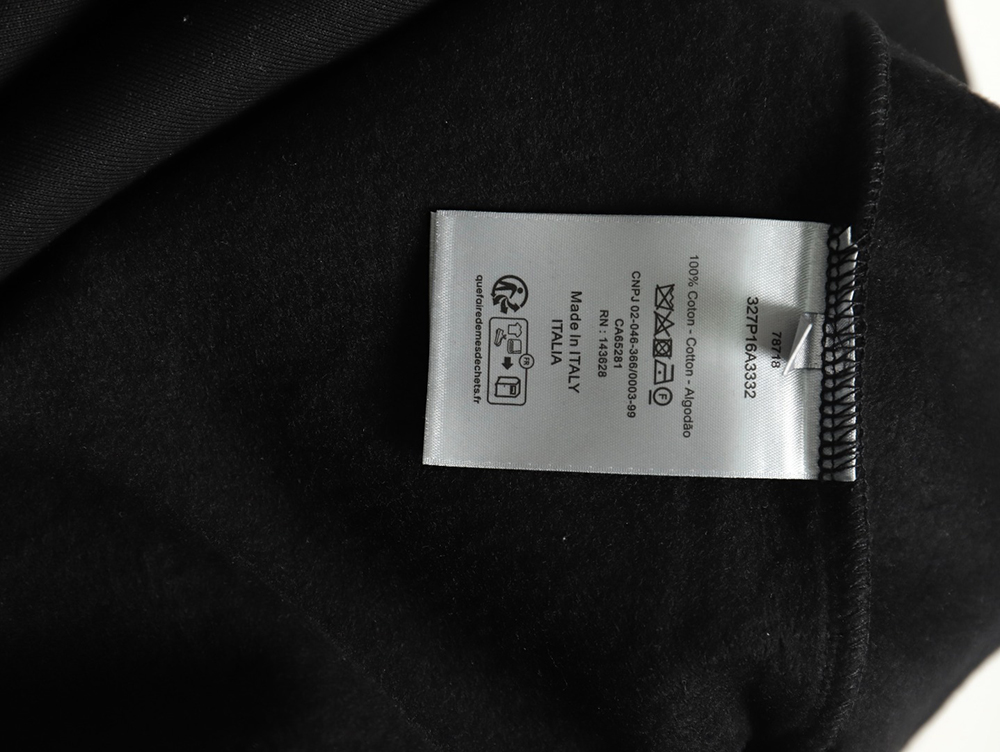 78718
327P16A3332
100% Coton - Cotton - Algodão
F
CNPJ 02-046-366/0003-99
CA65281
RN : 143628
Made In ITALY
ITALIA
FR
quefairedemesdechets.fr